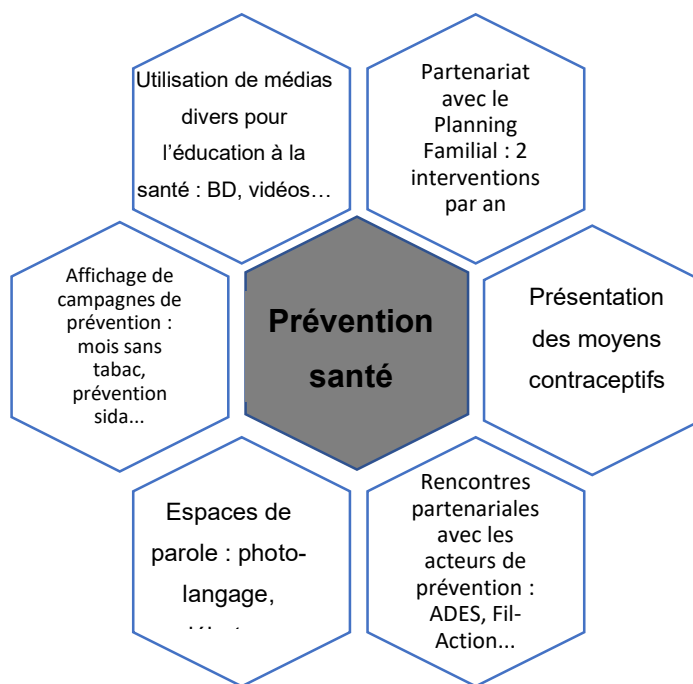 Utilisation de médias
divers pour
l’éducation à la
santé : BD, vidéos…
Partenariat
avec le
Planning
Familial : 2
interventions
par an
Affichage de
campagnes de
prévention :
mois sans
tabac,
prévention
sida...
Prévention
santé
Présentation
des moyens
contraceptifs
Espaces de
parole : photo-
langage,
Rencontres
partenariales
avec les
acteurs de
prévention :
ADES, Fil-
Action...